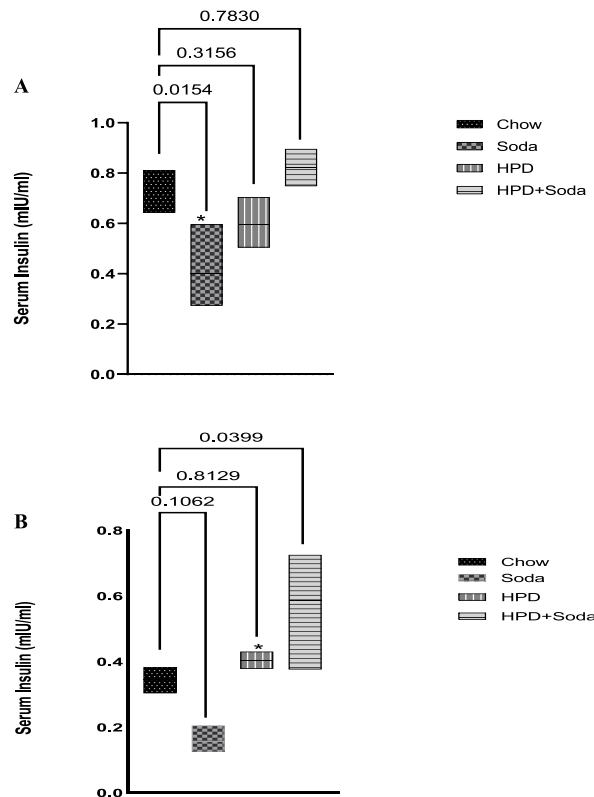 0.7830
0.3156
A
0.0154
1.0
0.8
0.6
0.4
0.2
0.0
Serum Insulin (mIU/ml)
*
Chow
Soda
HPD
HPD+Soda
0.0399
0.8129
0.1062
B
0.8
0.6
0.4
0.2
0.0
Serum Insulin (mIU/ml)
*
Chow
Soda
HPD
HPD+Soda